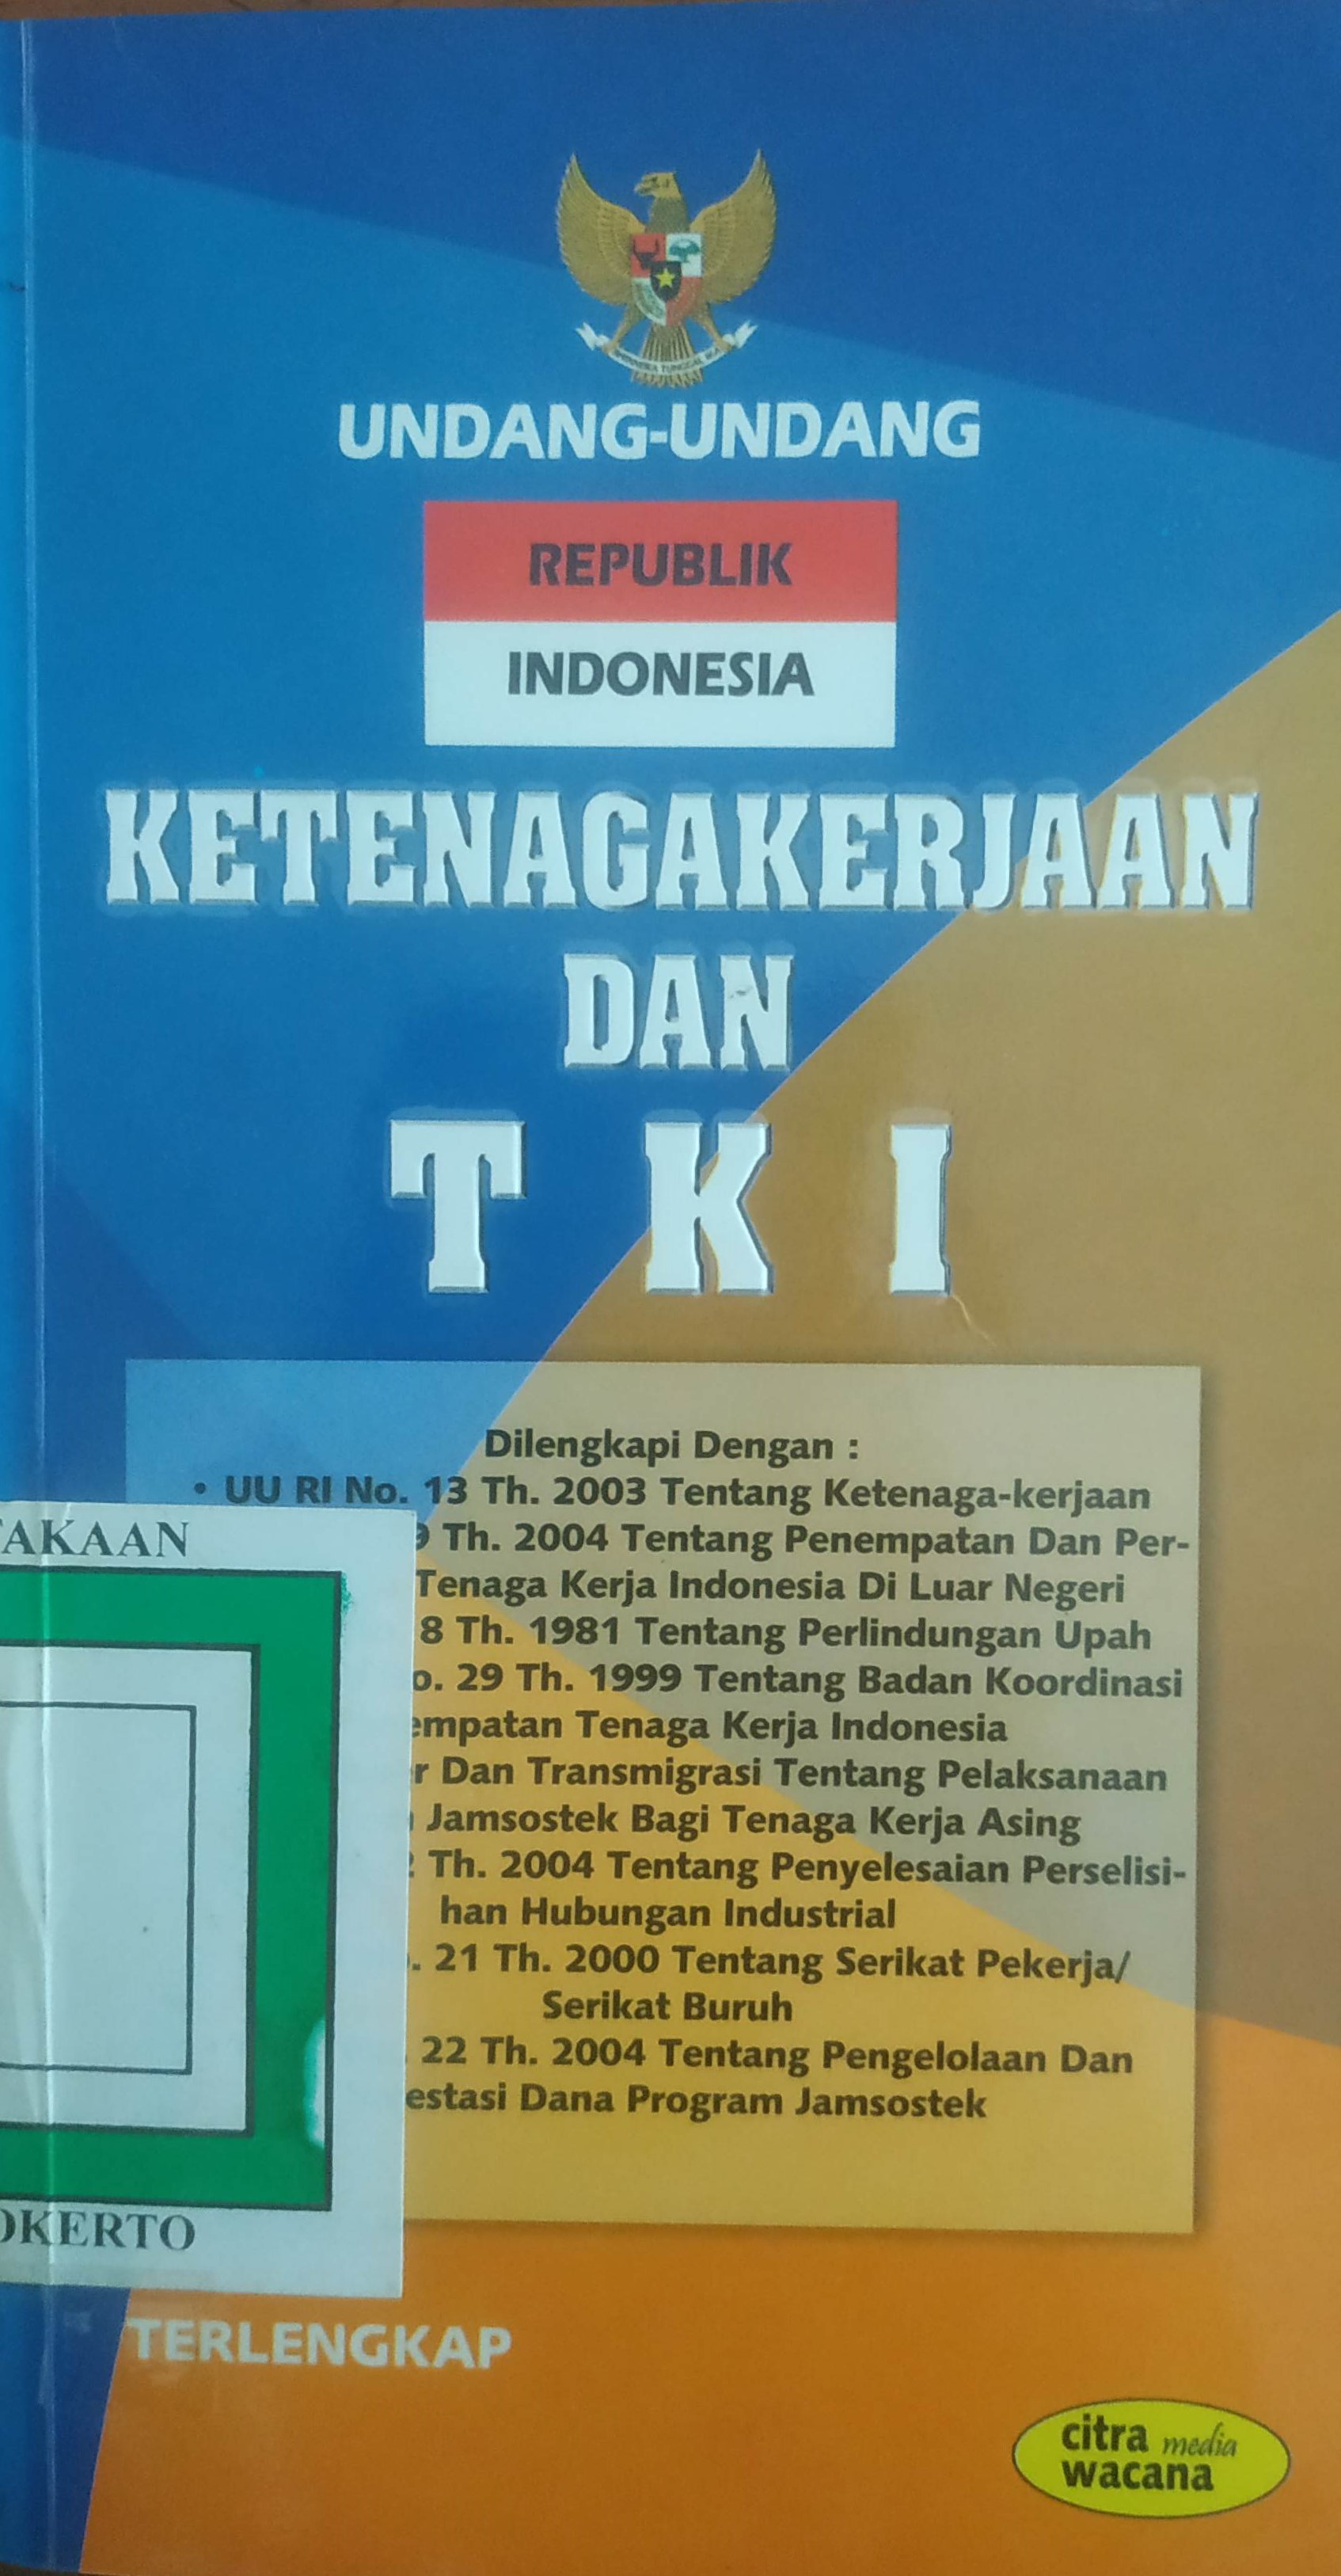 UNDANG-UNDANG
REPUBLIK
INDONESIA
KETENAGAKERJAAN
DAN
T K I
Dilengkapi Dengan :
• UU RI No. 13 Th. 2003 Tentang Ketenaga-kerjaan
9 Th. 2004 Tentang Penempatan Dan Per-
Tenaga Kerja Indonesia Di Luar Negeri
8 Th. 1981 Tentang Perlindungan Upah
o. 29 Th. 1999 Tentang Badan Koordinasi
empatan Tenaga Kerja Indonesia
r Dan Transmigrasi Tentang Pelaksanaan
Jamsostek Bagi Tenaga Kerja Asing
2 Th. 2004 Tentang Penyelesaian Perselisi-
han Hubungan Industrial
. 21 Th. 2000 Tentang Serikat Pekerja/
Serikat Buruh
22 Th. 2004 Tentang Pengelolaan Dan
estasi Dana Program Jamsostek
TAKAAN
OKERTO
TERLENGKAP
citra media
wacana